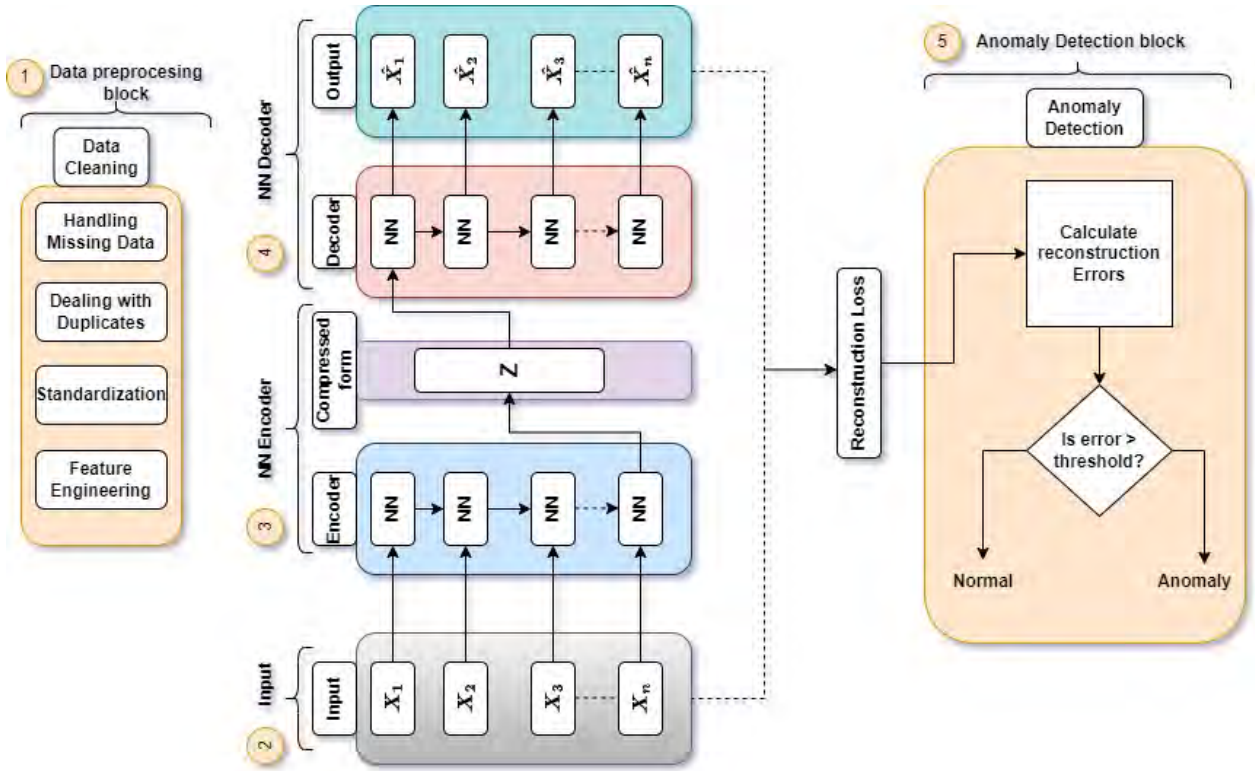 1
Data preprocesing
block
Data
Cleaning
Handling
Missing Data
Dealing with
Duplicates
Standardization
Feature
Engineering
NN Decoder
Output
X̂₁
X̂₂
X̂₃
X̂ₙ
4
Decoder
NN
NN
NN
NN
NN Encoder
Compressed
form
Z
3
Encoder
NN
NN
NN
NN
Input
2
Input
X₁
X₂
X₃
Xₙ
Reconstruction Loss
5
Anomaly Detection block
Anomaly
Detection
Calculate
reconstruction
Errors
Is error >
threshold?
Normal
Anomaly